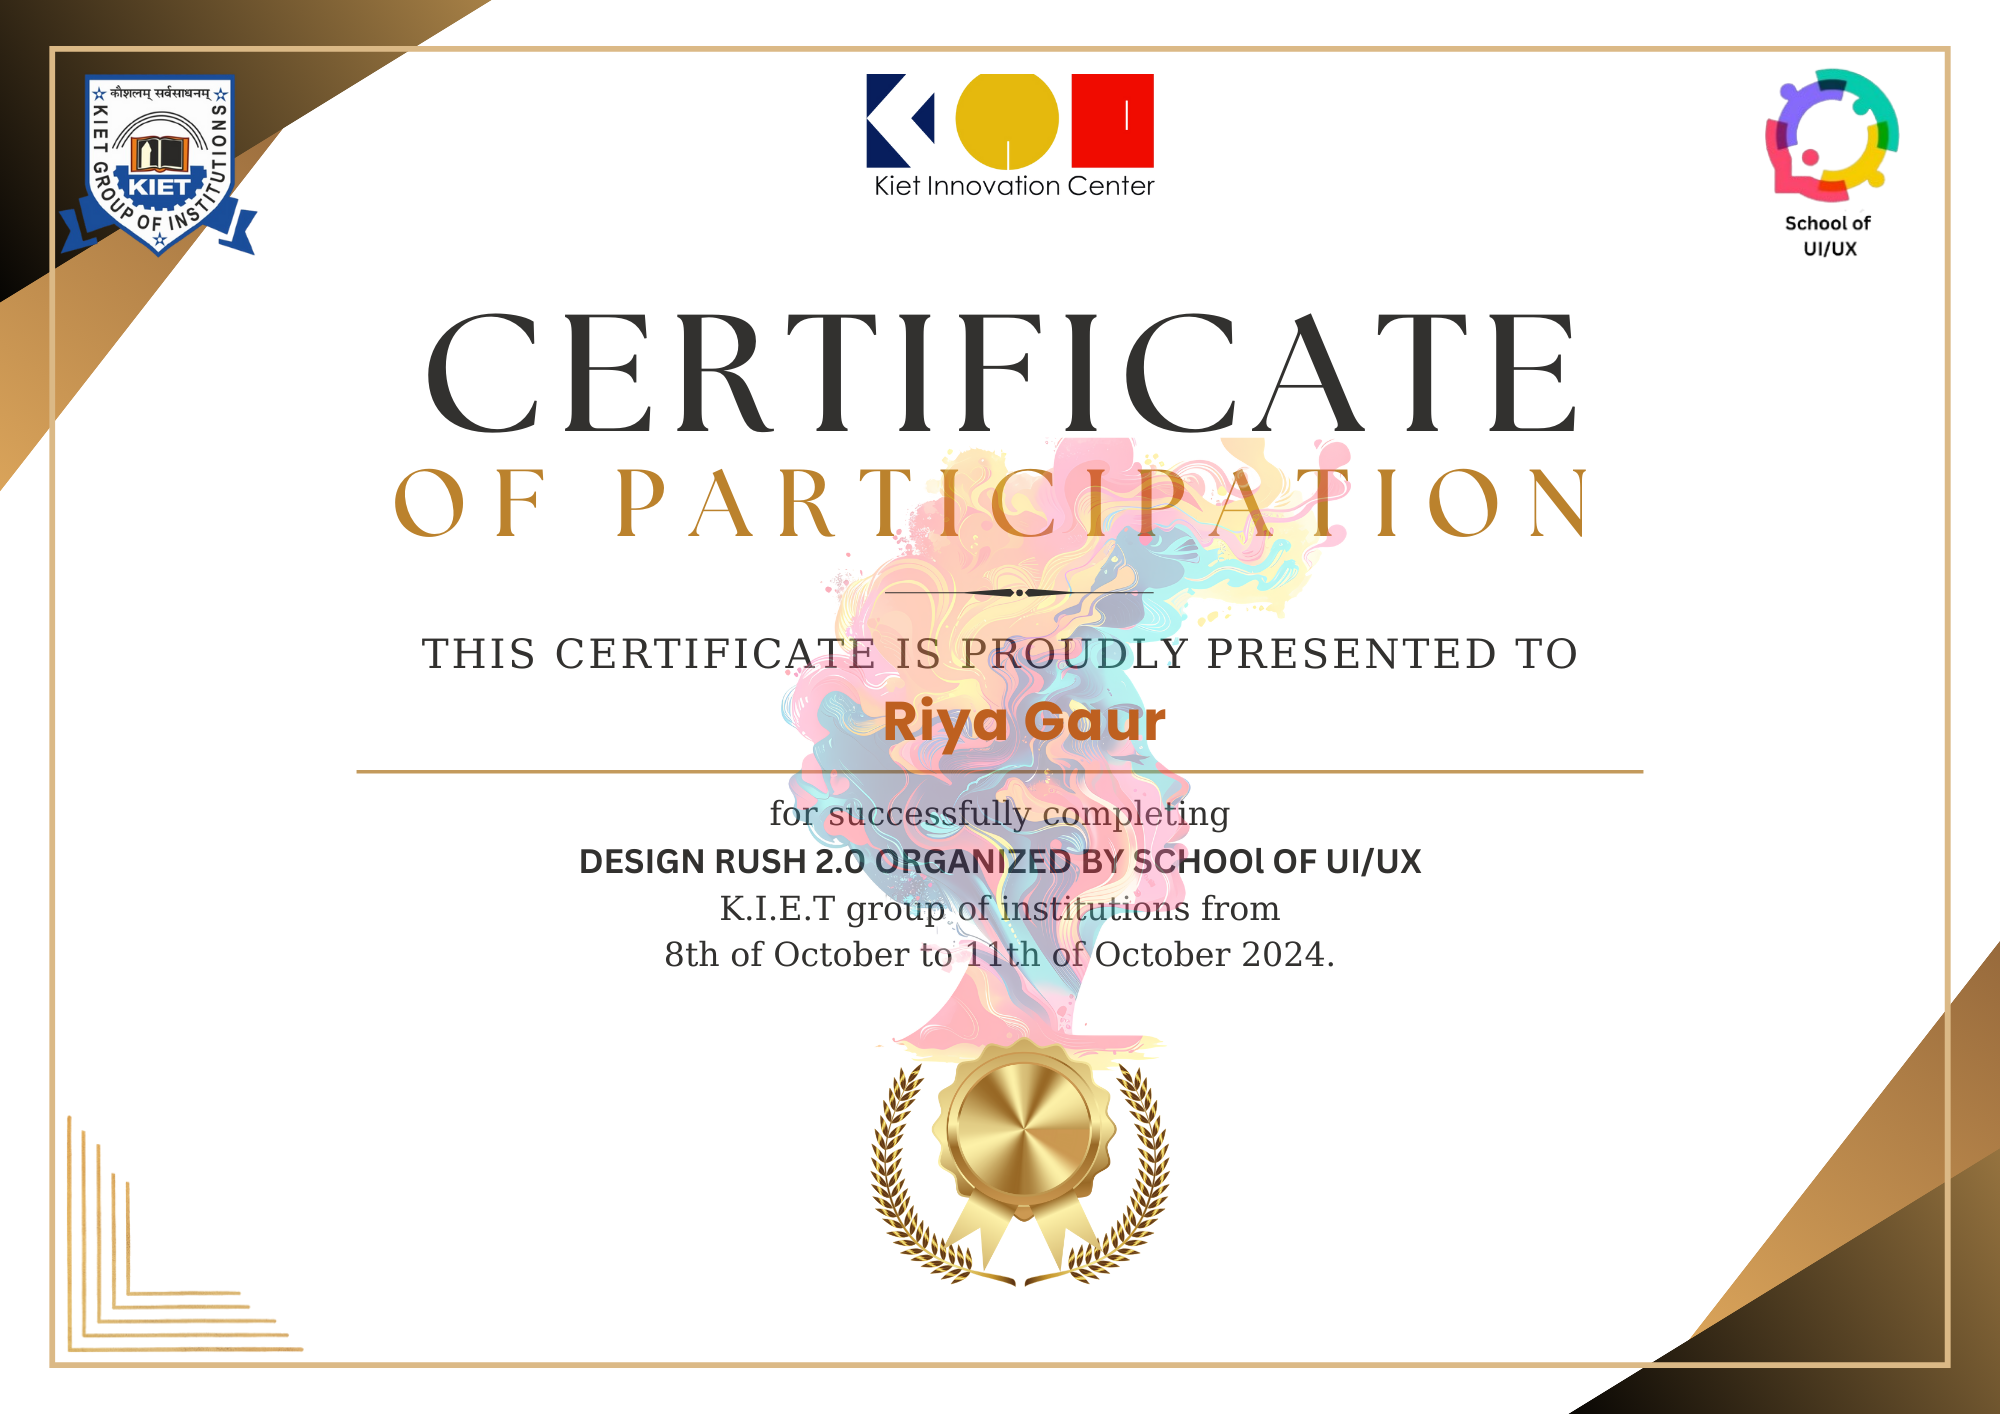 कौशलम् सर्वसाधनम्
KIET GROUP OF INSTITUTIONS
KIET
Kiet Innovation Center
School of
UI/UX
CERTIFICATE
OF PARTICIPATION
THIS CERTIFICATE IS PROUDLY PRESENTED TO
Riya Gaur
for successfully completing
DESIGN RUSH 2.0 ORGANIZED BY SCHOOl OF UI/UX
K.I.E.T group of institutions from
8th of October to 11th of October 2024.